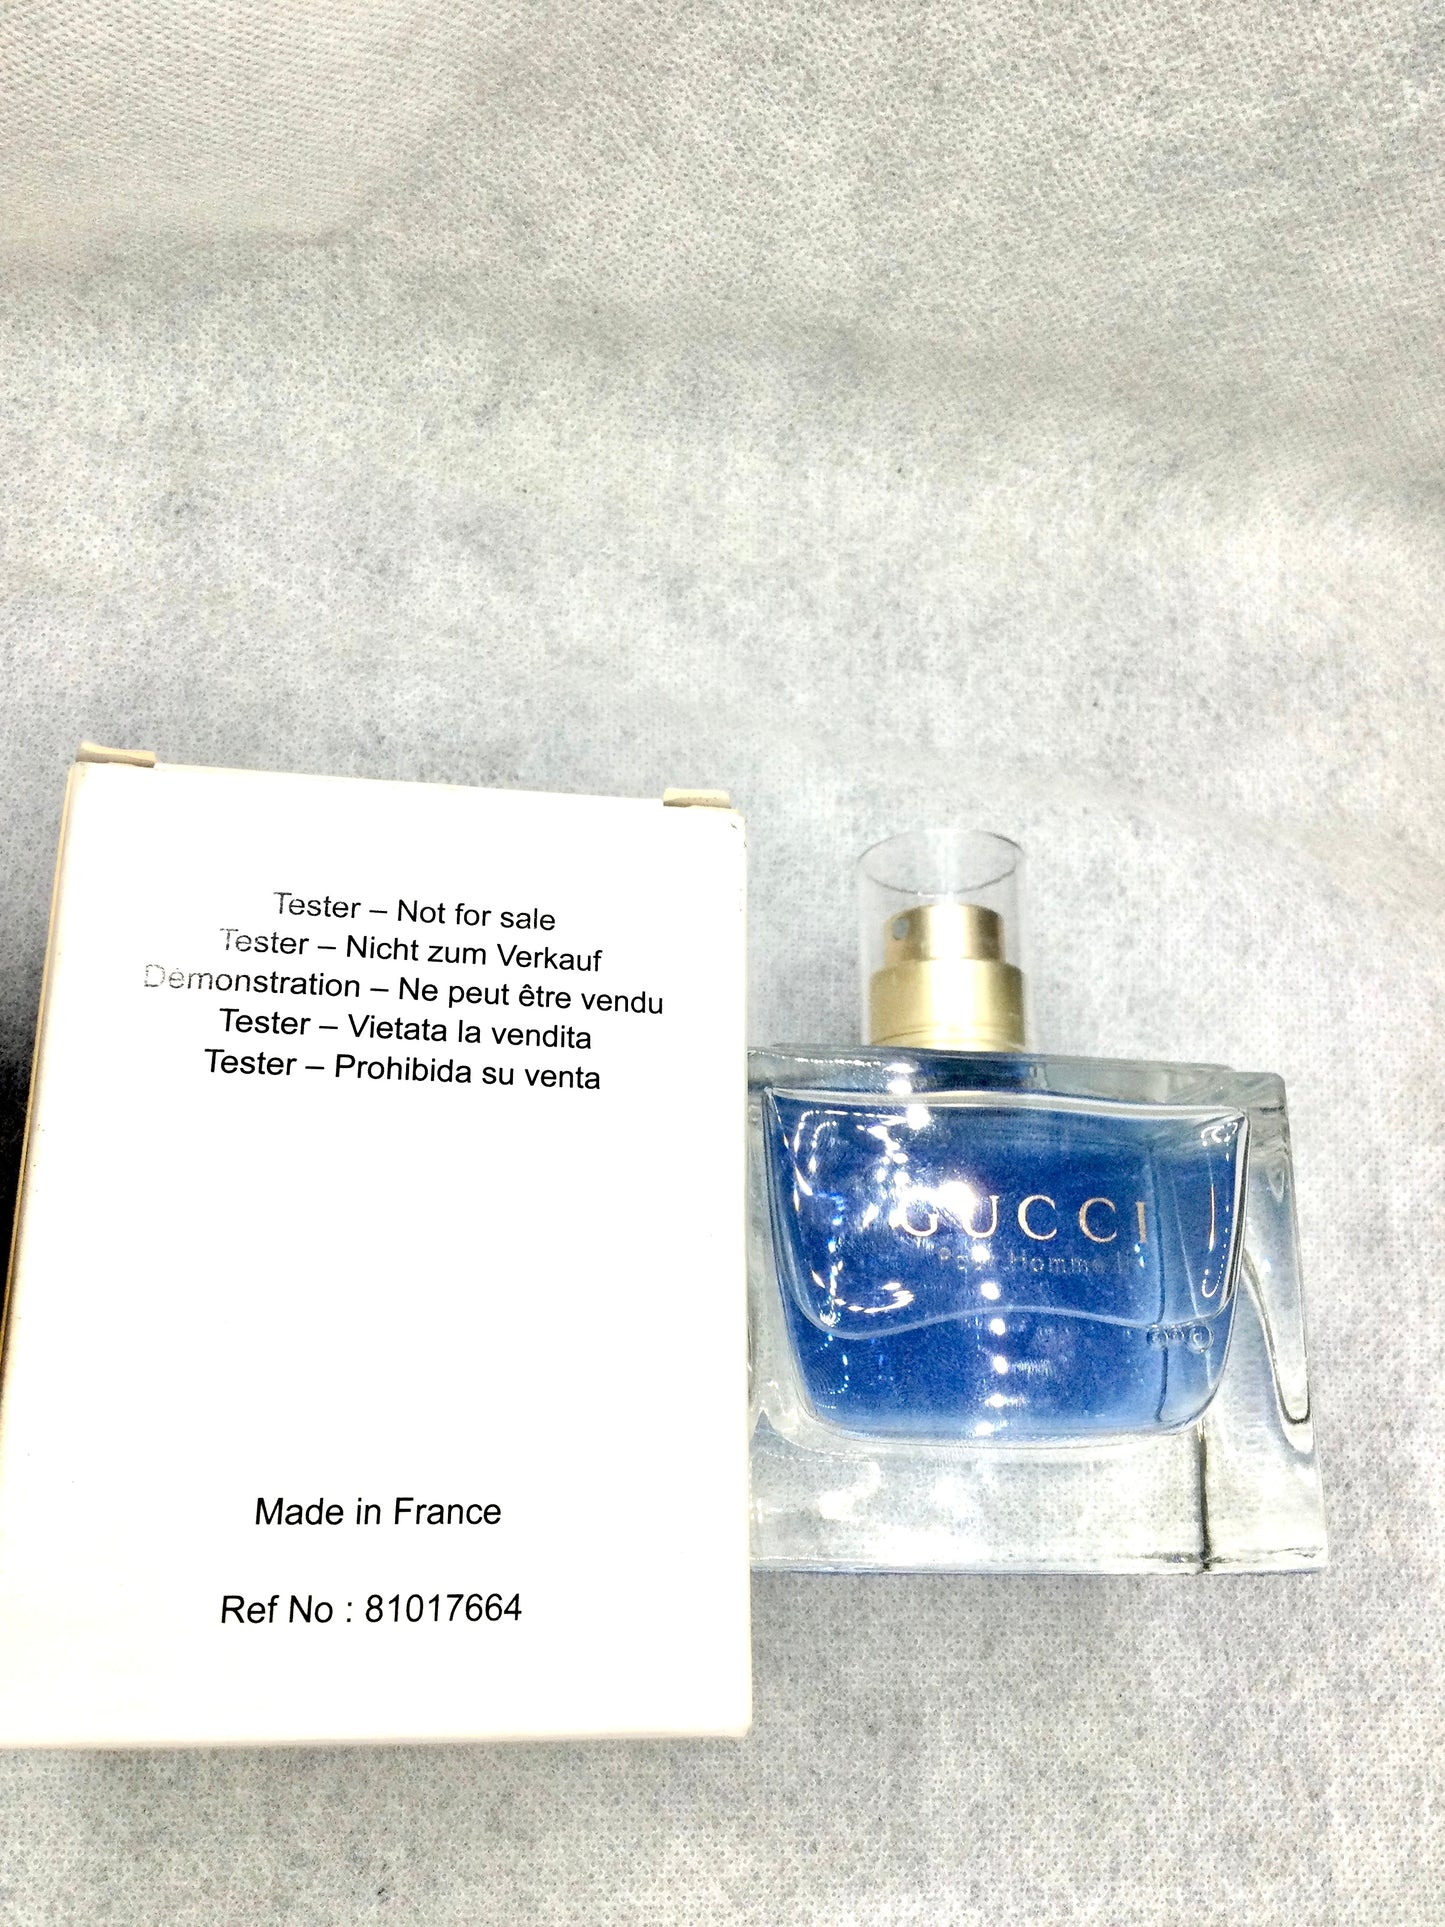 Tester – Not for sale
Tester – Nicht zum Verkauf
Démonstration – Ne peut être vendu
Tester – Vietata la vendita
Tester – Prohibida su venta
Made in France
Ref No : 81017664
GUCCI
Pour Homme II